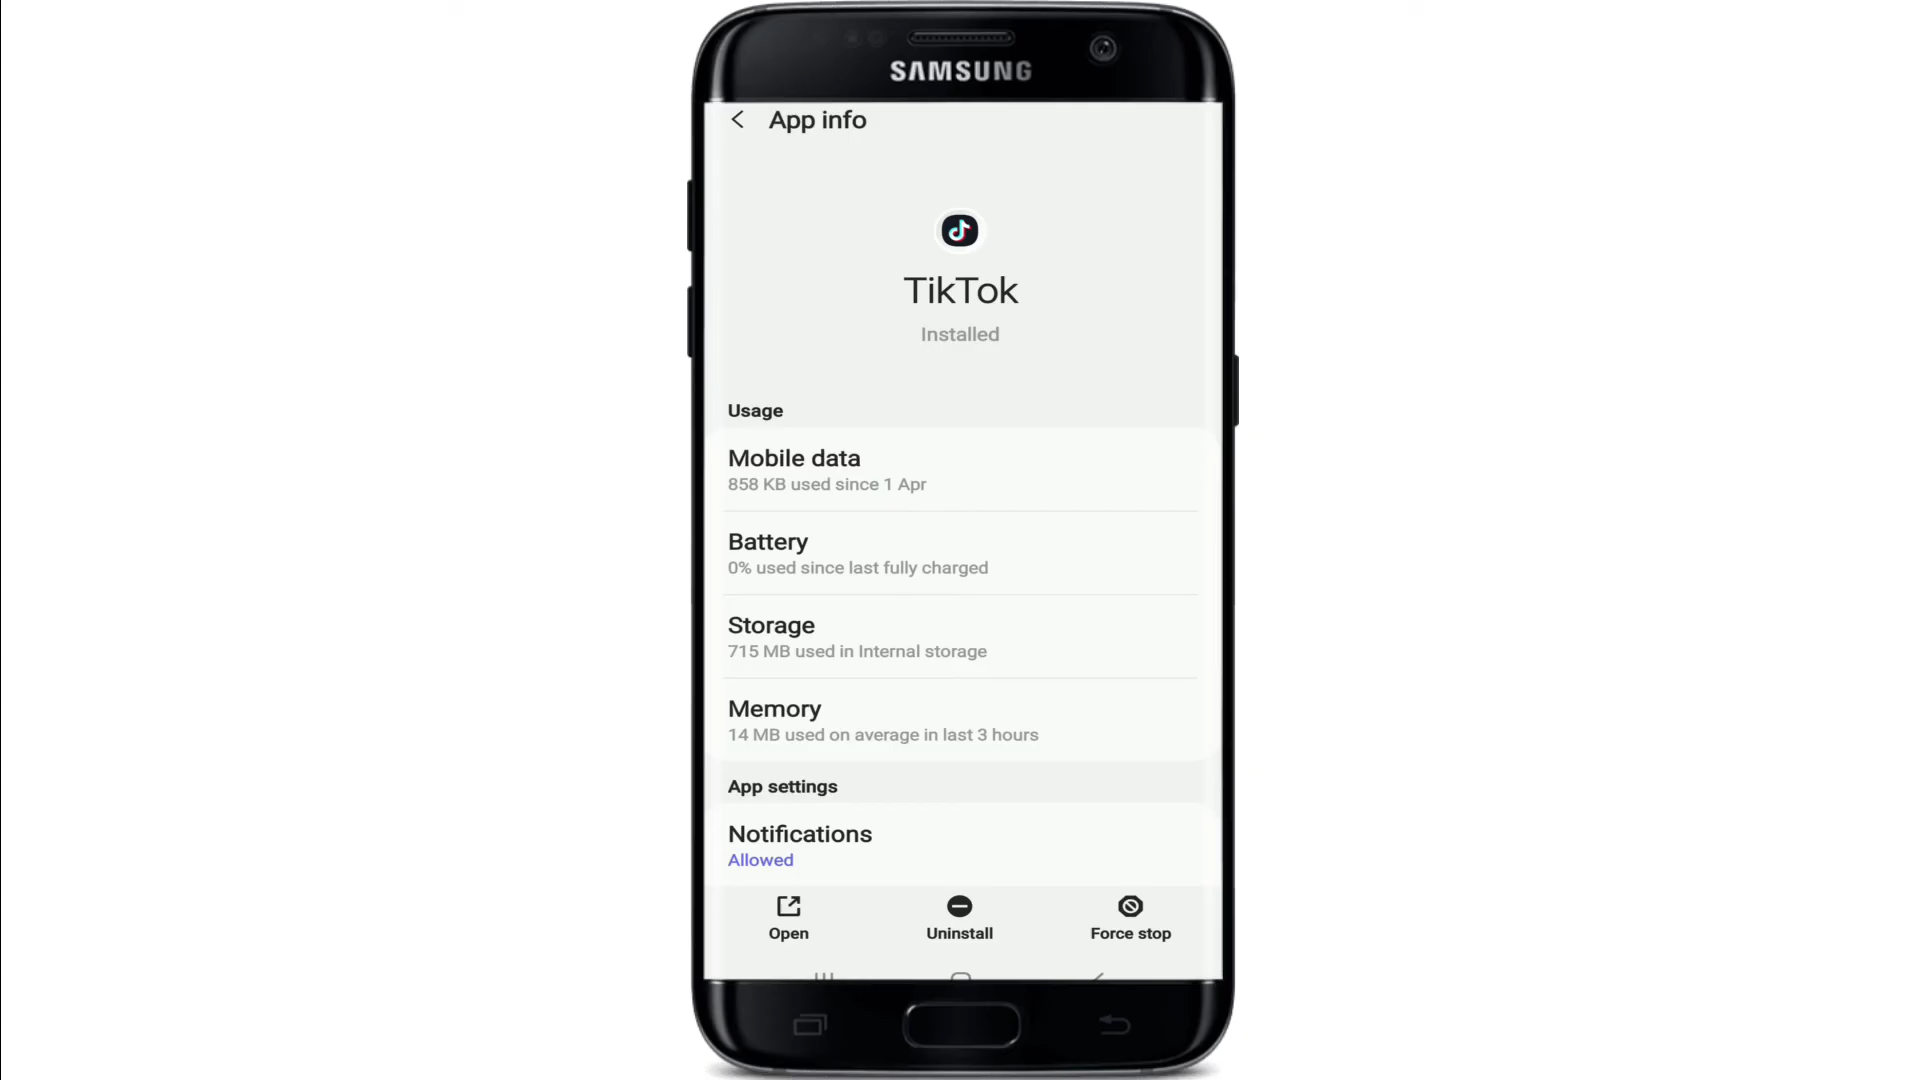 SAMSUNG
App info
TikTok
Installed
Usage
Mobile data
858 KB used since 1 Apr
Battery
0% used since last fully charged
Storage
715 MB used in Internal storage
Memory
14 MB used on average in last 3 hours
App settings
Notifications
Allowed
Open
Uninstall
Force stop